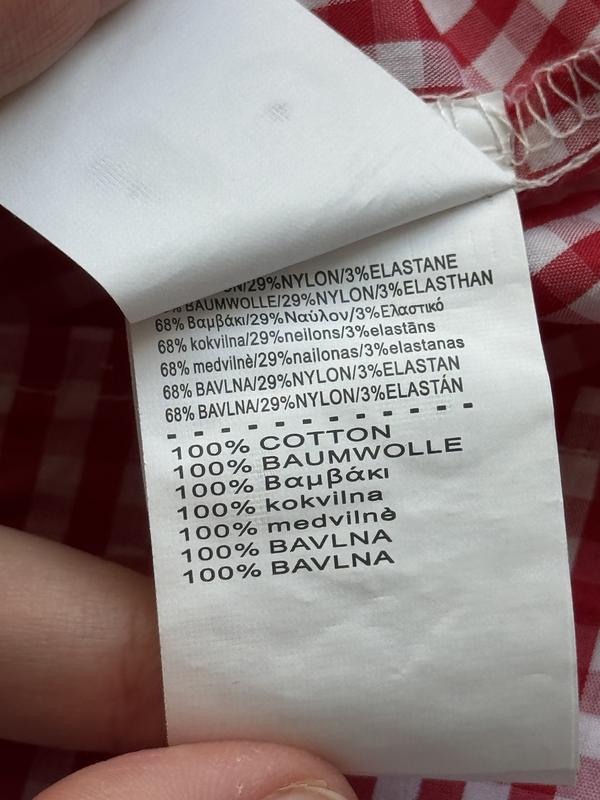 /29%NYLON/3%ELASTANE
BAUMWOLLE/29%NYLON/3%ELASTHAN
68% Βαμβάκι/29%Ναύλον/3%Ελαστικό
68% kokvilna/29%neilons/3%elastāns
68% medvilnė/29%nailonas/3%elastanas
68% BAVLNA/29%NYLON/3%ELASTAN
68% BAVLNA/29%NYLON/3%ELASTÁN
- - - - - - - - - - - -
100% COTTON
100% BAUMWOLLE
100% Βαμβάκι
100% kokvilna
100% medvilnė
100% BAVLNA
100% BAVLNA